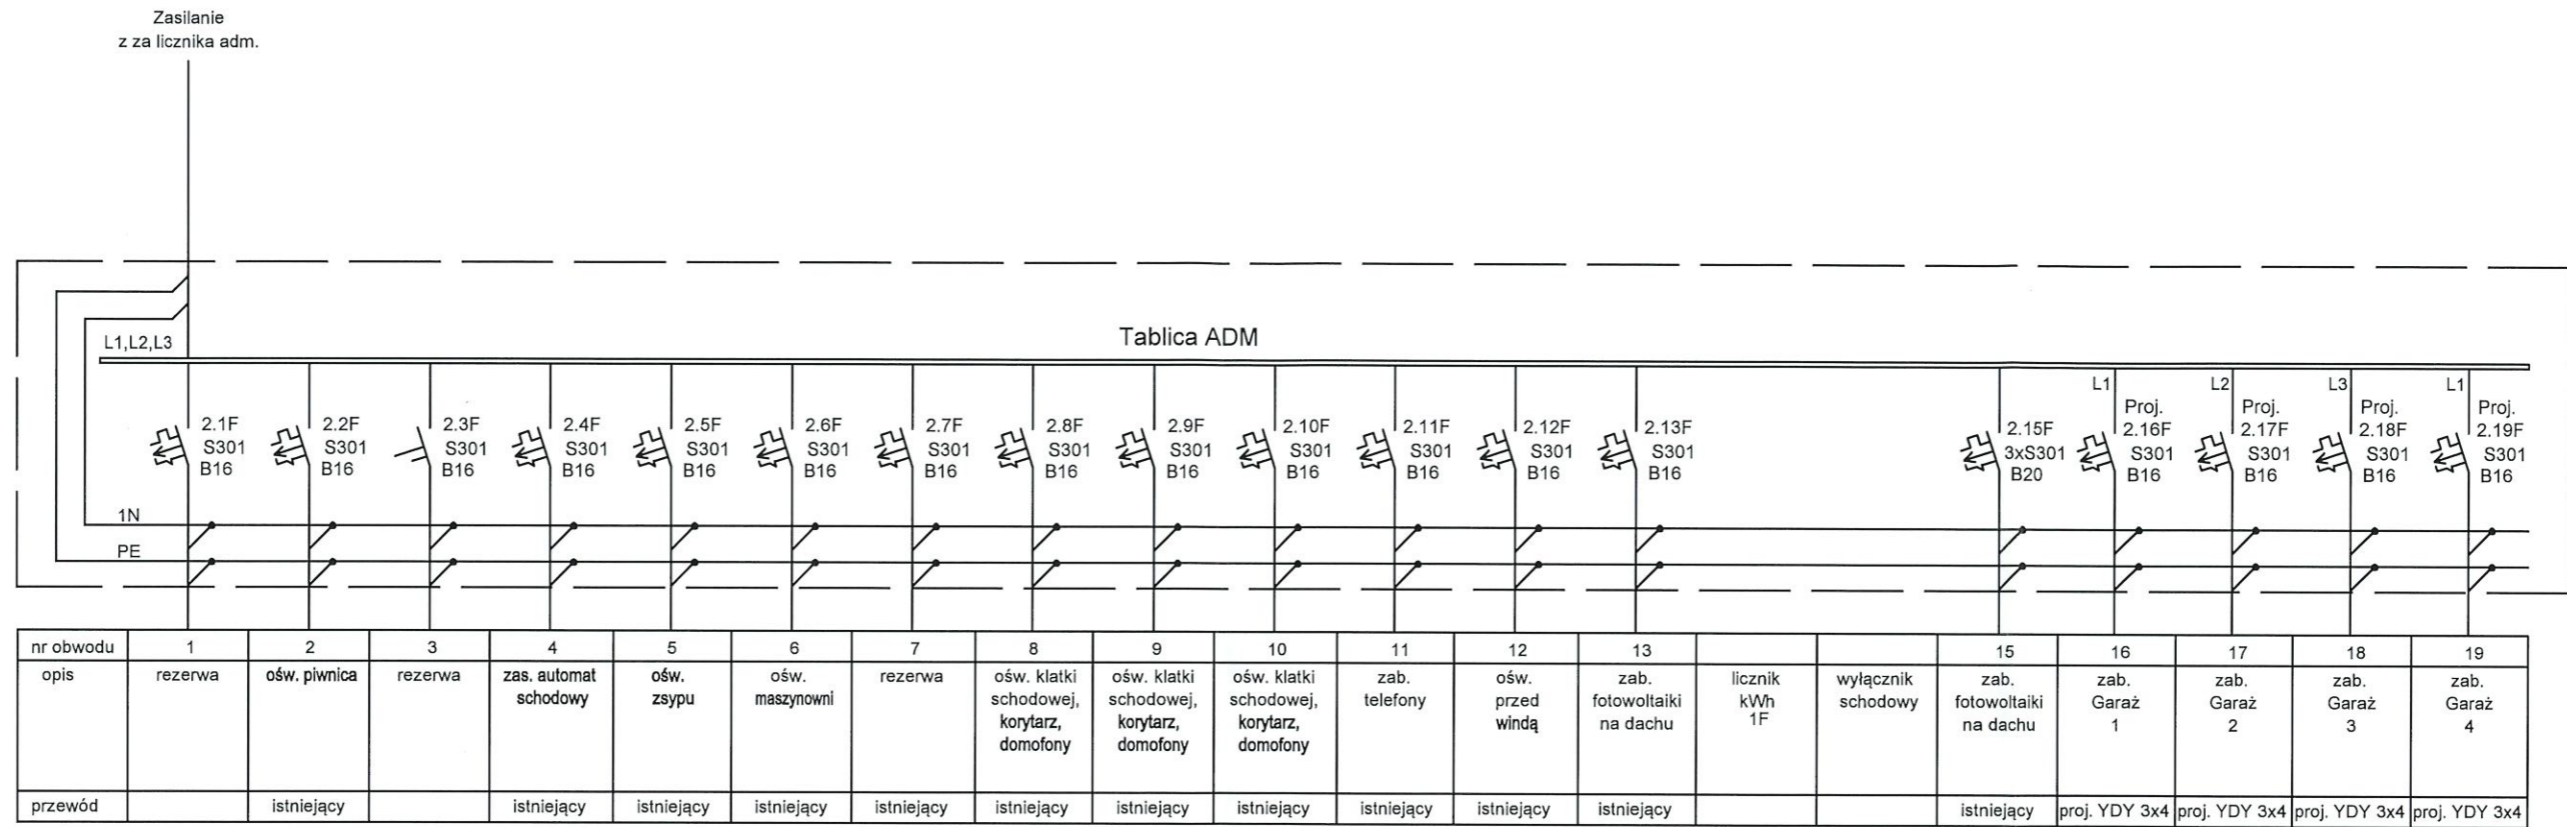 Zasilanie
z za licznika adm.
Tablica ADM
L1,L2,L3
L1
L2
L3
L1
2.1F
S301
B16
2.2F
S301
B16
2.3F
S301
B16
2.4F
S301
B16
2.5F
S301
B16
2.6F
S301
B16
2.7F
S301
B16
2.8F
S301
B16
2.9F
S301
B16
2.10F
S301
B16
2.11F
S301
B16
2.12F
S301
B16
2.13F
S301
B16
2.15F
3xS301
B20
Proj.
2.16F
S301
B16
Proj.
2.17F
S301
B16
Proj.
2.18F
S301
B16
Proj.
2.19F
S301
B16
1N
PE
nr obwodu 1 2 3 4 5 6 7 8 9 10 11 12 13 15 16 17 18 19
opis
rezerwa
ośw. piwnica
rezerwa
zas. automat
schodowy
ośw.
zsypu
ośw.
maszynowni
rezerwa
ośw. klatki
schodowej,
korytarz,
domofony
ośw. klatki
schodowej,
korytarz,
domofony
ośw. klatki
schodowej,
korytarz,
domofony
zab.
telefony
ośw.
przed
windą
zab.
fotowoltaiki
na dachu
licznik
kWh
1F
wyłącznik
schodowy
zab.
fotowoltaiki
na dachu
zab.
Garaż
1
zab.
Garaż
2
zab.
Garaż
3
zab.
Garaż
4
przewód istniejący istniejący istniejący istniejący istniejący istniejący istniejący istniejący istniejący istniejący istniejący istniejący proj. YDY 3x4 proj. YDY 3x4 proj. YDY 3x4 proj. YDY 3x4